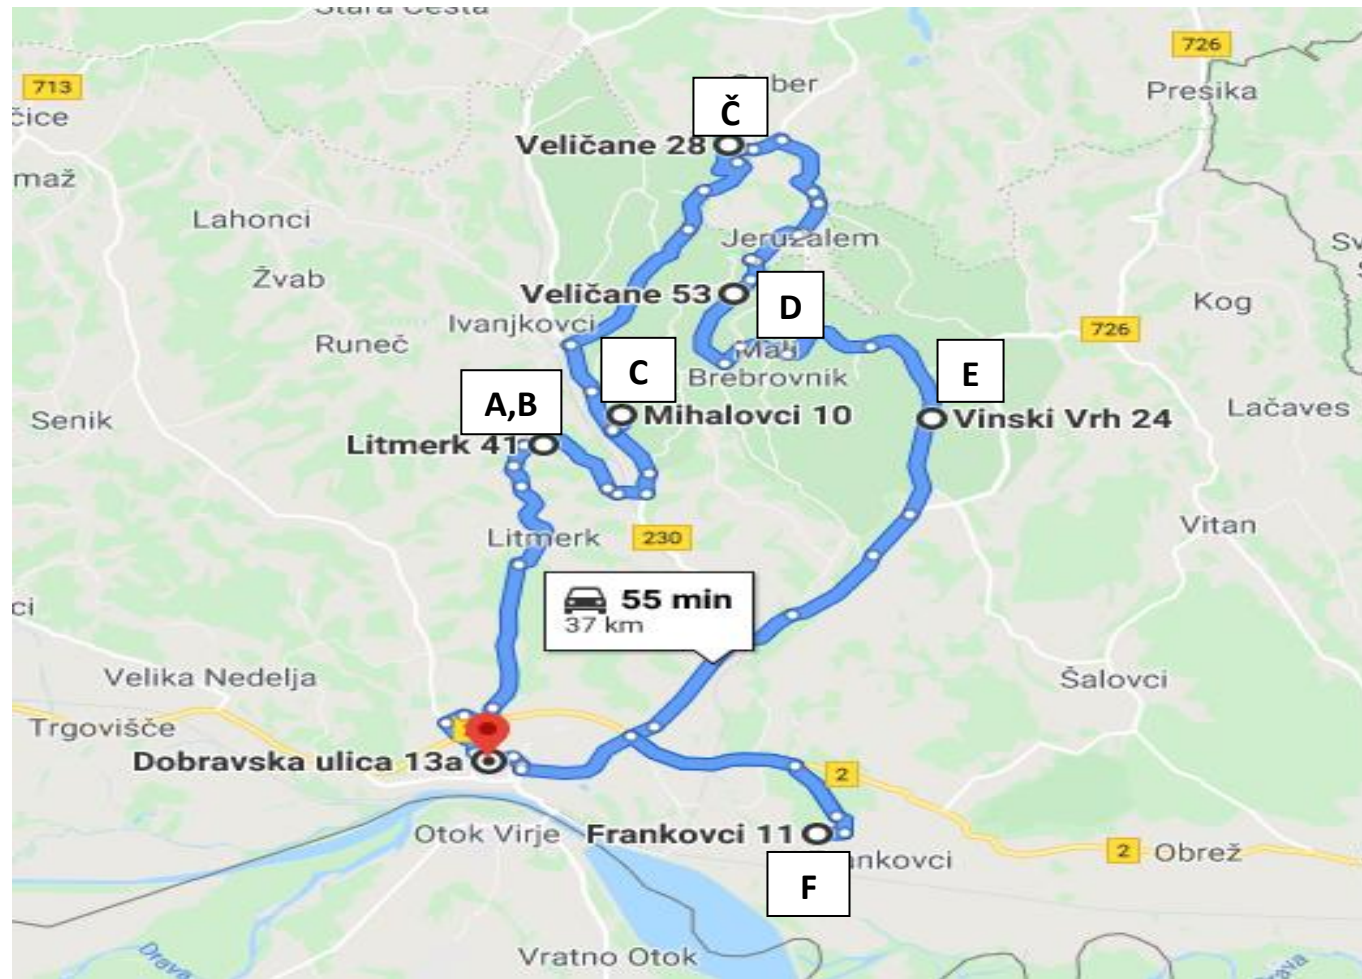 Stara Cesta
726
713
Presika
Č
Veličane 28
maž
Lahonci
Jeruzalem
Žvab
Veličane 53
D
Kog
Ivanjkovci
726
Runeč
Mali
Brebrovnik
C
E
A,B
Mihalovci 10
Vinski Vrh 24
Lačaves
Senik
Litmerk 41
Vitan
Litmerk
230
55 min
37 km
Velika Nedelja
Šalovci
Trgovišče
Dobravska ulica 13a
2
Otok Virje
Frankovci 11
2
Obrež
F
Vratno Otok
Drava